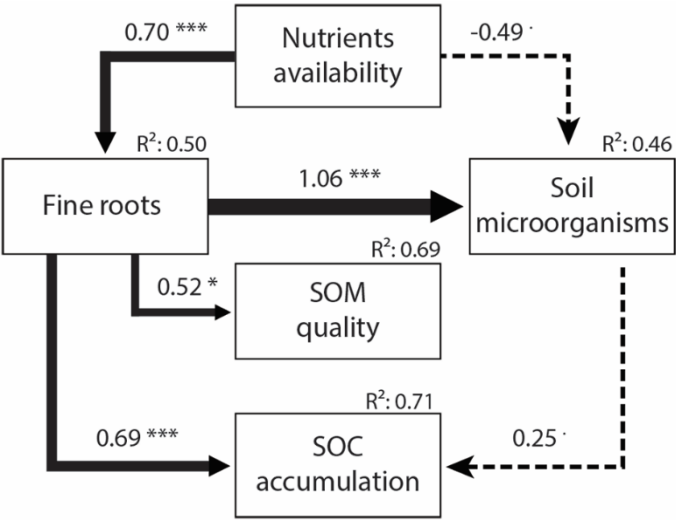 0.70 ***
Nutrients
availability
-0.49 ·
R²: 0.50
R²: 0.46
Fine roots
1.06 ***
Soil
microorganisms
R²: 0.69
0.52 *
SOM
quality
R²: 0.71
0.69 ***
SOC
accumulation
0.25 ·